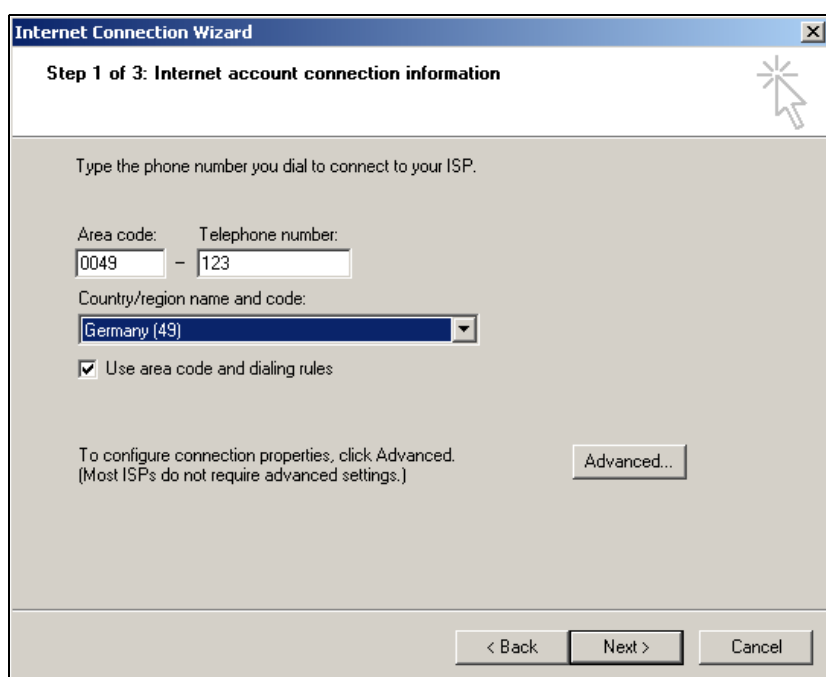 Internet Connection Wizard
Step 1 of 3: Internet account connection information
Type the phone number you dial to connect to your ISP.
Area code: Telephone number:
0049 – 123
Country/region name and code:
Germany (49)
Use area code and dialing rules
To configure connection properties, click Advanced.
(Most ISPs do not require advanced settings.)
Advanced...
< Back Next > Cancel